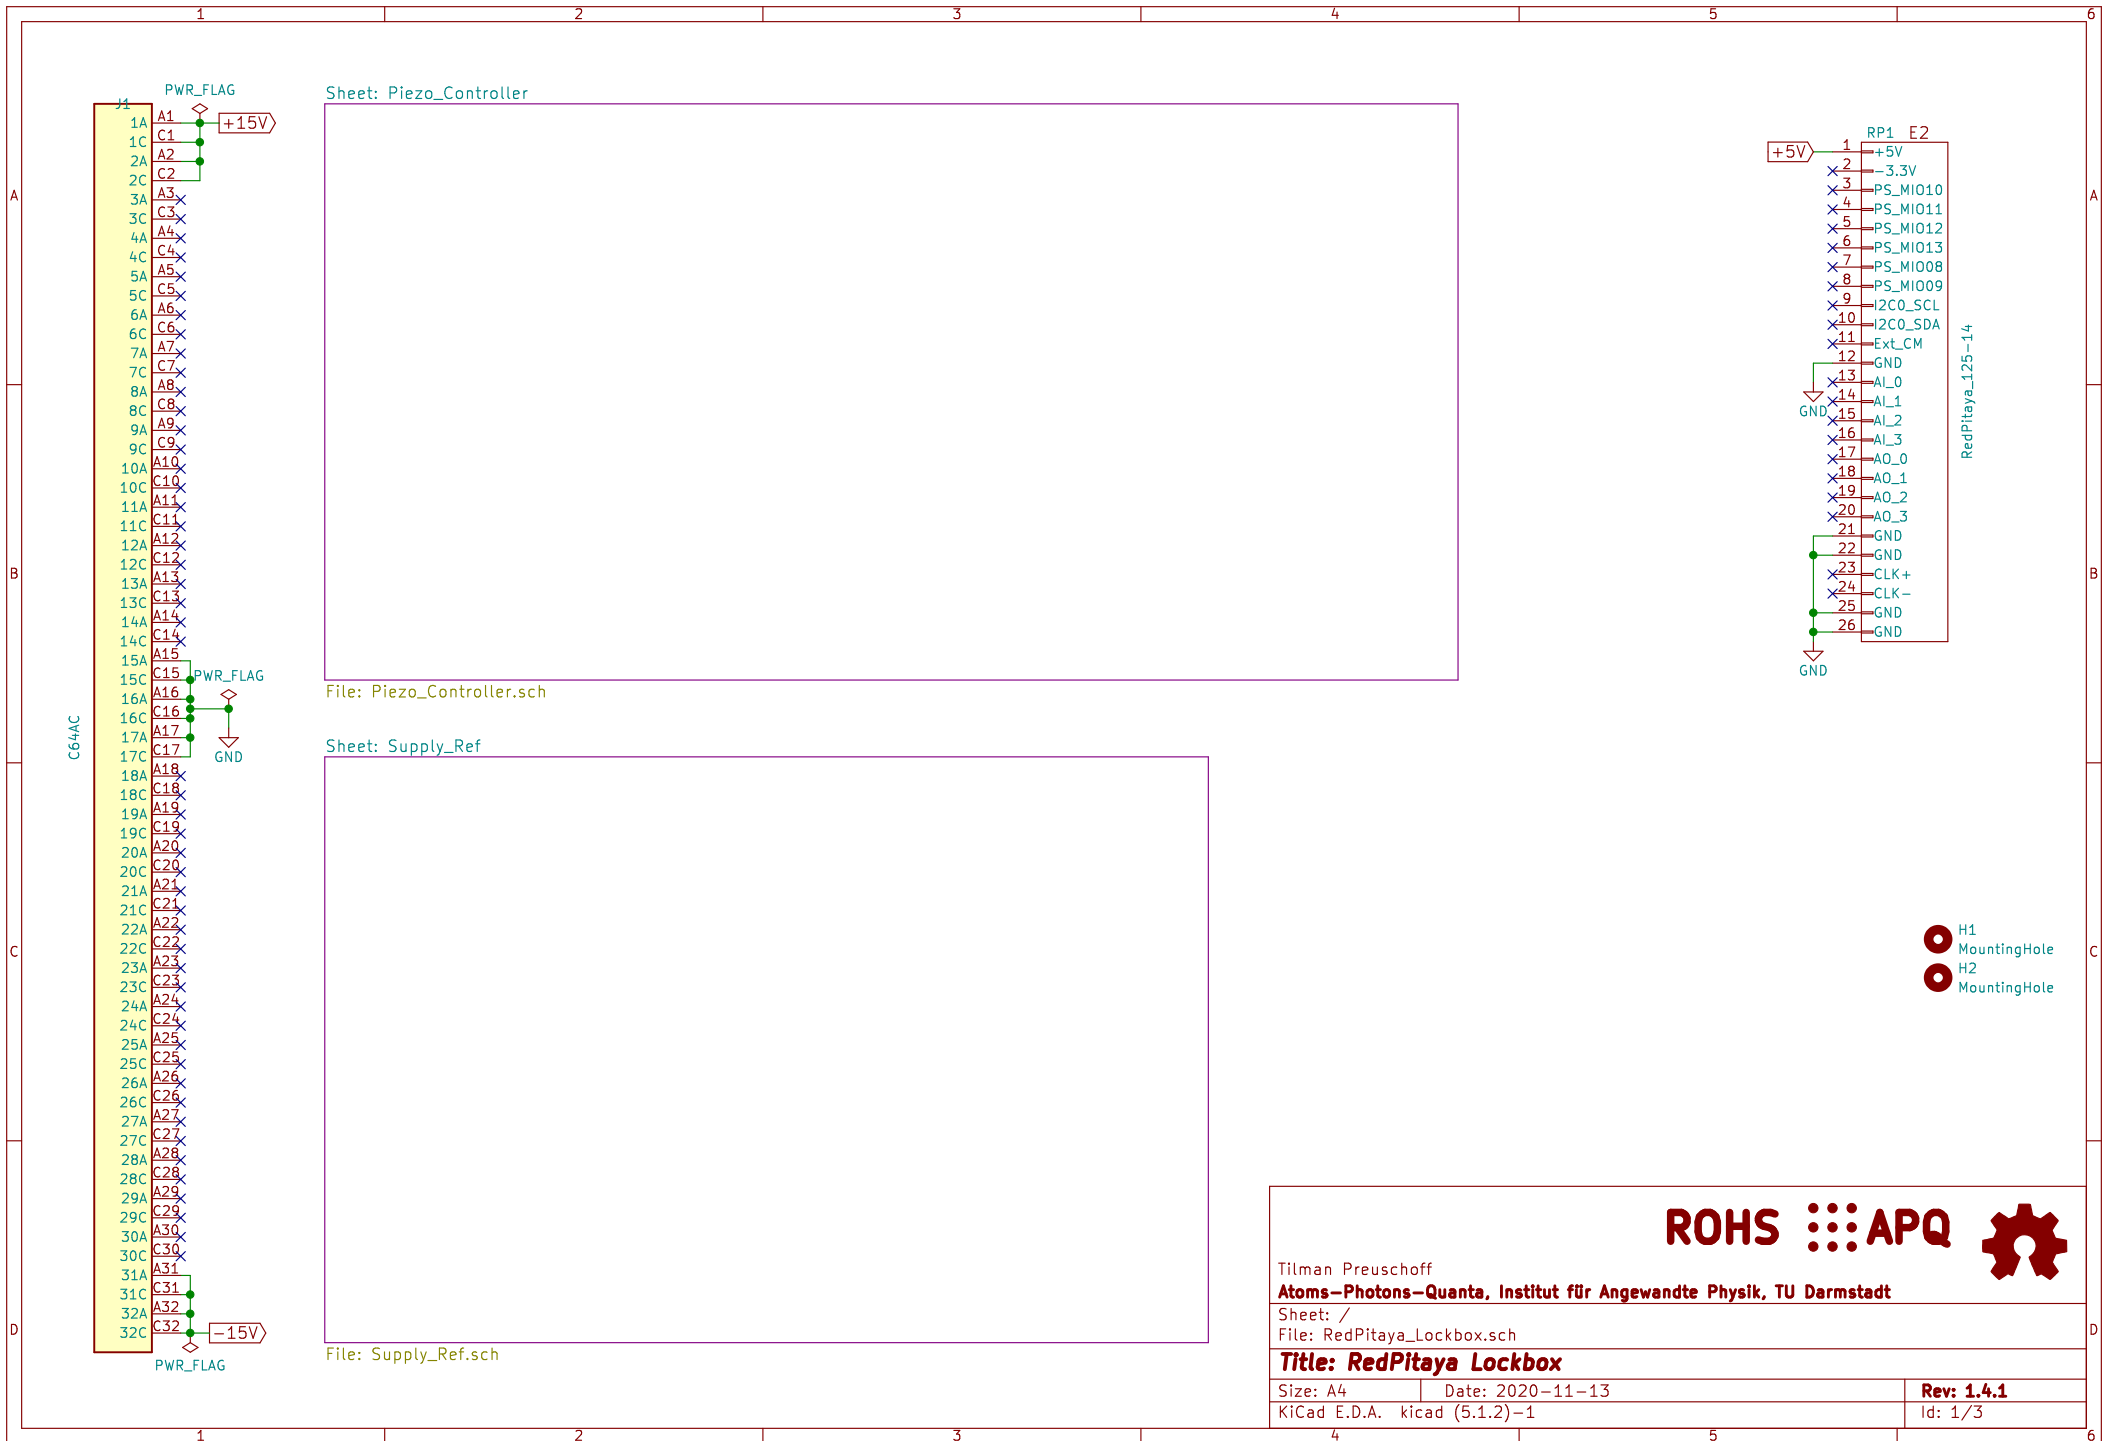 1 2 3 4 5 6
A
B
C
D
PWR_FLAG
J1
+15V
1A A1
1C C1
2A A2
2C C2
3A A3
3C C3
4A A4
4C C4
5A A5
5C C5
6A A6
6C C6
7A A7
7C C7
8A A8
8C C8
9A A9
9C C9
10A A10
10C C10
11A A11
11C C11
12A A12
12C C12
13A A13
13C C13
14A A14
14C C14
15A A15
15C C15
16A A16
16C C16
17A A17
17C C17
18A A18
18C C18
19A A19
19C C19
20A A20
20C C20
21A A21
21C C21
22A A22
22C C22
23A A23
23C C23
24A A24
24C C24
25A A25
25C C25
26A A26
26C C26
27A A27
27C C27
28A A28
28C C28
29A A29
29C C29
30A A30
30C C30
31A A31
31C C31
32A A32
32C C32
C64AC
PWR_FLAG
GND
-15V
PWR_FLAG
Sheet: Piezo_Controller
File: Piezo_Controller.sch
Sheet: Supply_Ref
File: Supply_Ref.sch
RP1 E2
+5V
1 +5V
2 -3.3V
3 PS_MIO10
4 PS_MIO11
5 PS_MIO12
6 PS_MIO13
7 PS_MIO08
8 PS_MIO09
9 I2C0_SCL
10 I2C0_SDA
11 Ext_CM
12 GND
13 AI_0
14 AI_1
15 AI_2
16 AI_3
17 AO_0
18 AO_1
19 AO_2
20 AO_3
21 GND
22 GND
23 CLK+
24 CLK-
25 GND
26 GND
GND
GND
RedPitaya_125-14
H1
MountingHole
H2
MountingHole
A
B
C
D
ROHS APQ
Tilman Preuschoff
Atoms-Photons-Quanta, Institut für Angewandte Physik, TU Darmstadt
Sheet: /
File: RedPitaya_Lockbox.sch
Title: RedPitaya Lockbox
Size: A4 Date: 2020-11-13 Rev: 1.4.1
KiCad E.D.A. kicad (5.1.2)-1 Id: 1/3
1 2 3 4 5 6